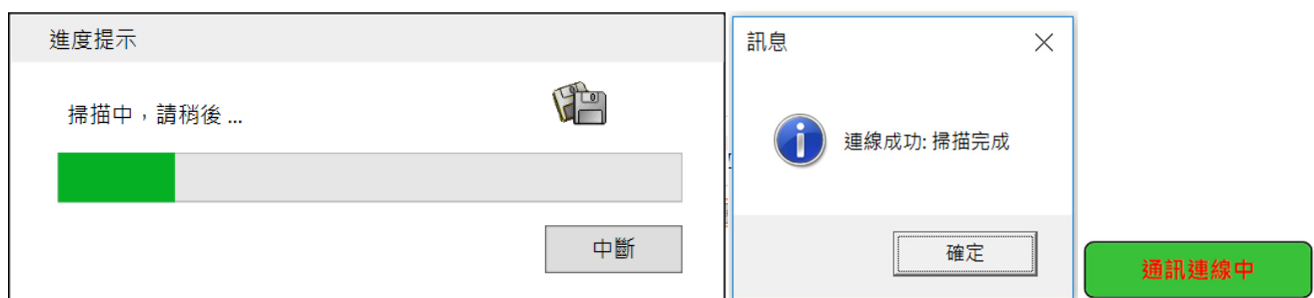 進度提示
掃描中，請稍後 ...
中斷
訊息
連線成功: 掃描完成
確定
通訊連線中